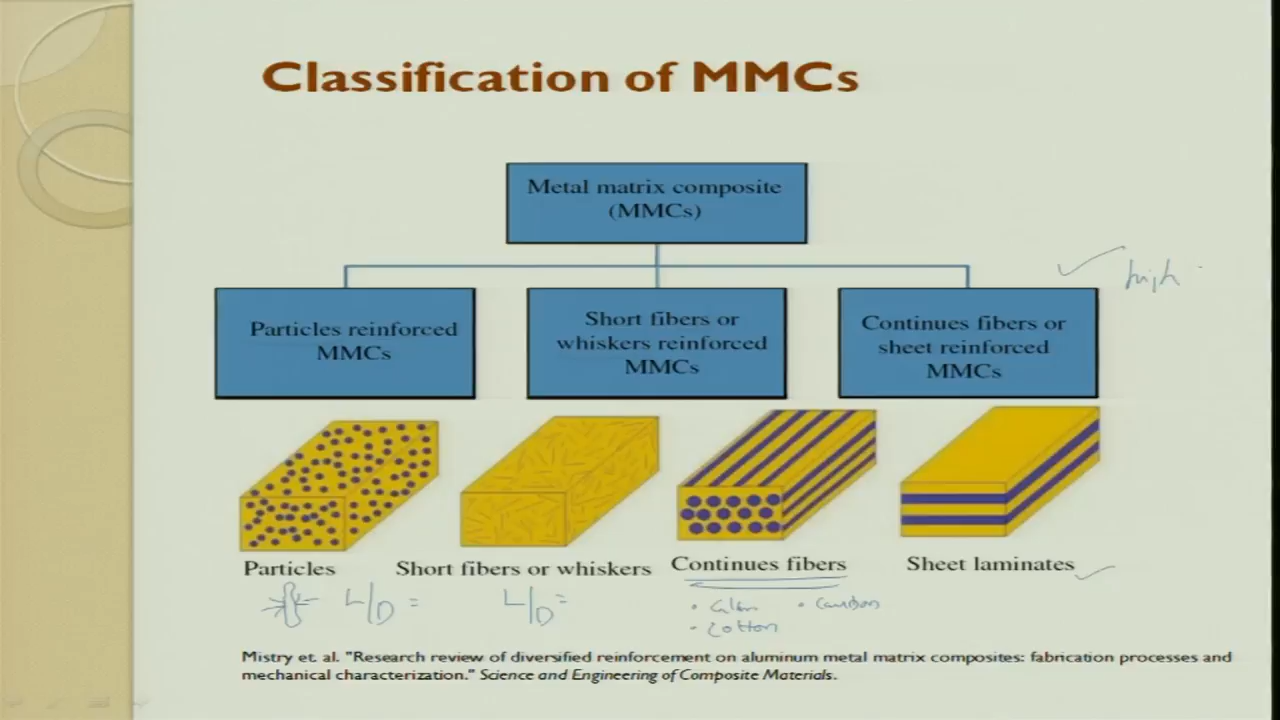 Classification of MMCs
Metal matrix composite
(MMCs)
high
Particles reinforced
MMCs
Short fibers or
whiskers reinforced
MMCs
Continues fibers or
sheet reinforced
MMCs
Particles
Short fibers or whiskers
Continues fibers
Sheet laminates
L/D =
L/D =
• Carbon
• Cotton
Mistry et. al. "Research review of diversified reinforcement on aluminum metal matrix composites: fabrication processes and
mechanical characterization." Science and Engineering of Composite Materials.